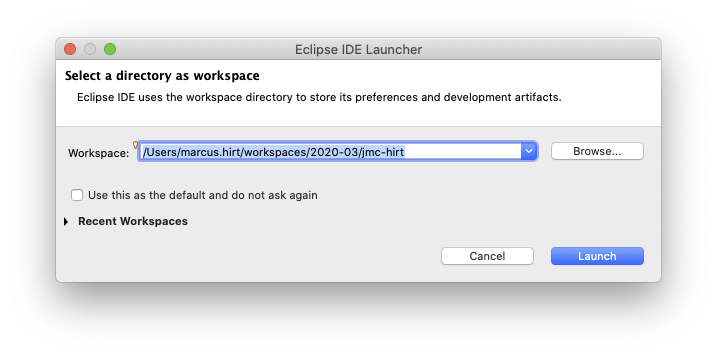 Eclipse IDE Launcher
Select a directory as workspace
Eclipse IDE uses the workspace directory to store its preferences and development artifacts.
Workspace: /Users/marcus.hirt/workspaces/2020-03/jmc-hirt Browse...
Use this as the default and do not ask again
Recent Workspaces
Cancel Launch